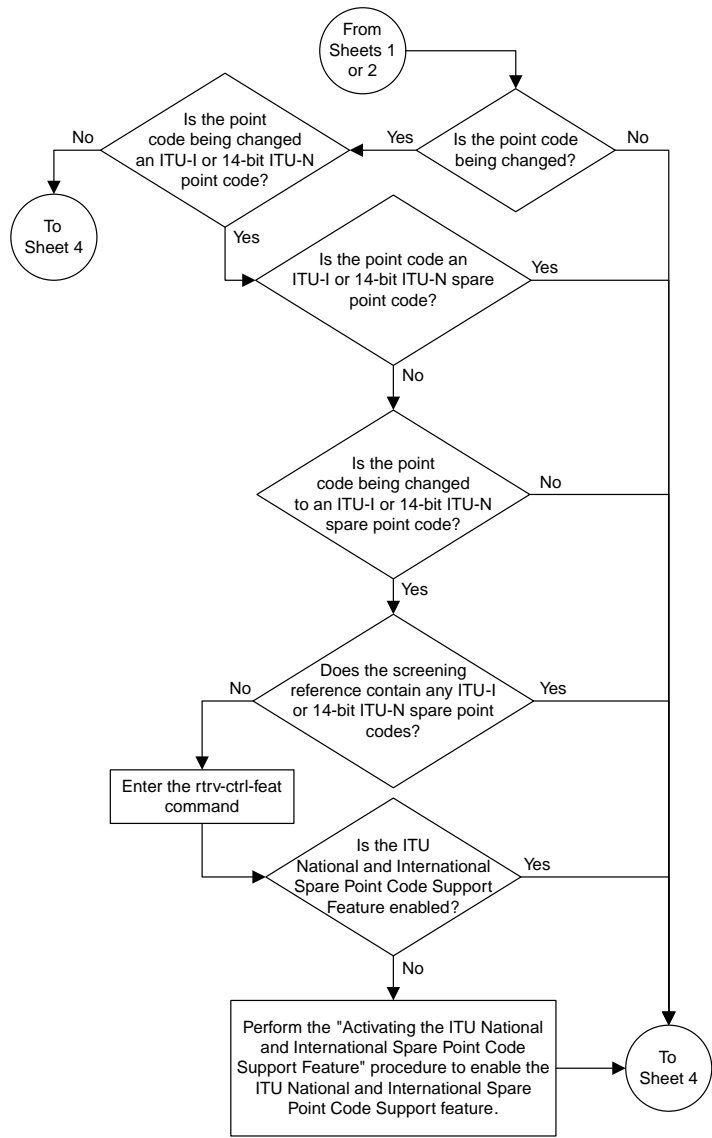 From
Sheets 1
or 2
Is the point code
being changed?
Yes
No
Is the point
code being changed
an ITU-I or 14-bit ITU-N
point code?
No
Yes
To
Sheet 4
Is the point code an
ITU-I or 14-bit ITU-N spare
point code?
Yes
No
Is the point
code being changed
to an ITU-I or 14-bit ITU-N
spare point code?
No
Yes
Does the screening
reference contain any ITU-I
or 14-bit ITU-N spare point
codes?
No
Yes
Enter the rtrv-ctrl-feat
command
Is the ITU
National and International
Spare Point Code Support
Feature enabled?
Yes
No
Perform the "Activating the ITU National
and International Spare Point Code
Support Feature" procedure to enable the
ITU National and International Spare
Point Code Support feature.
To
Sheet 4